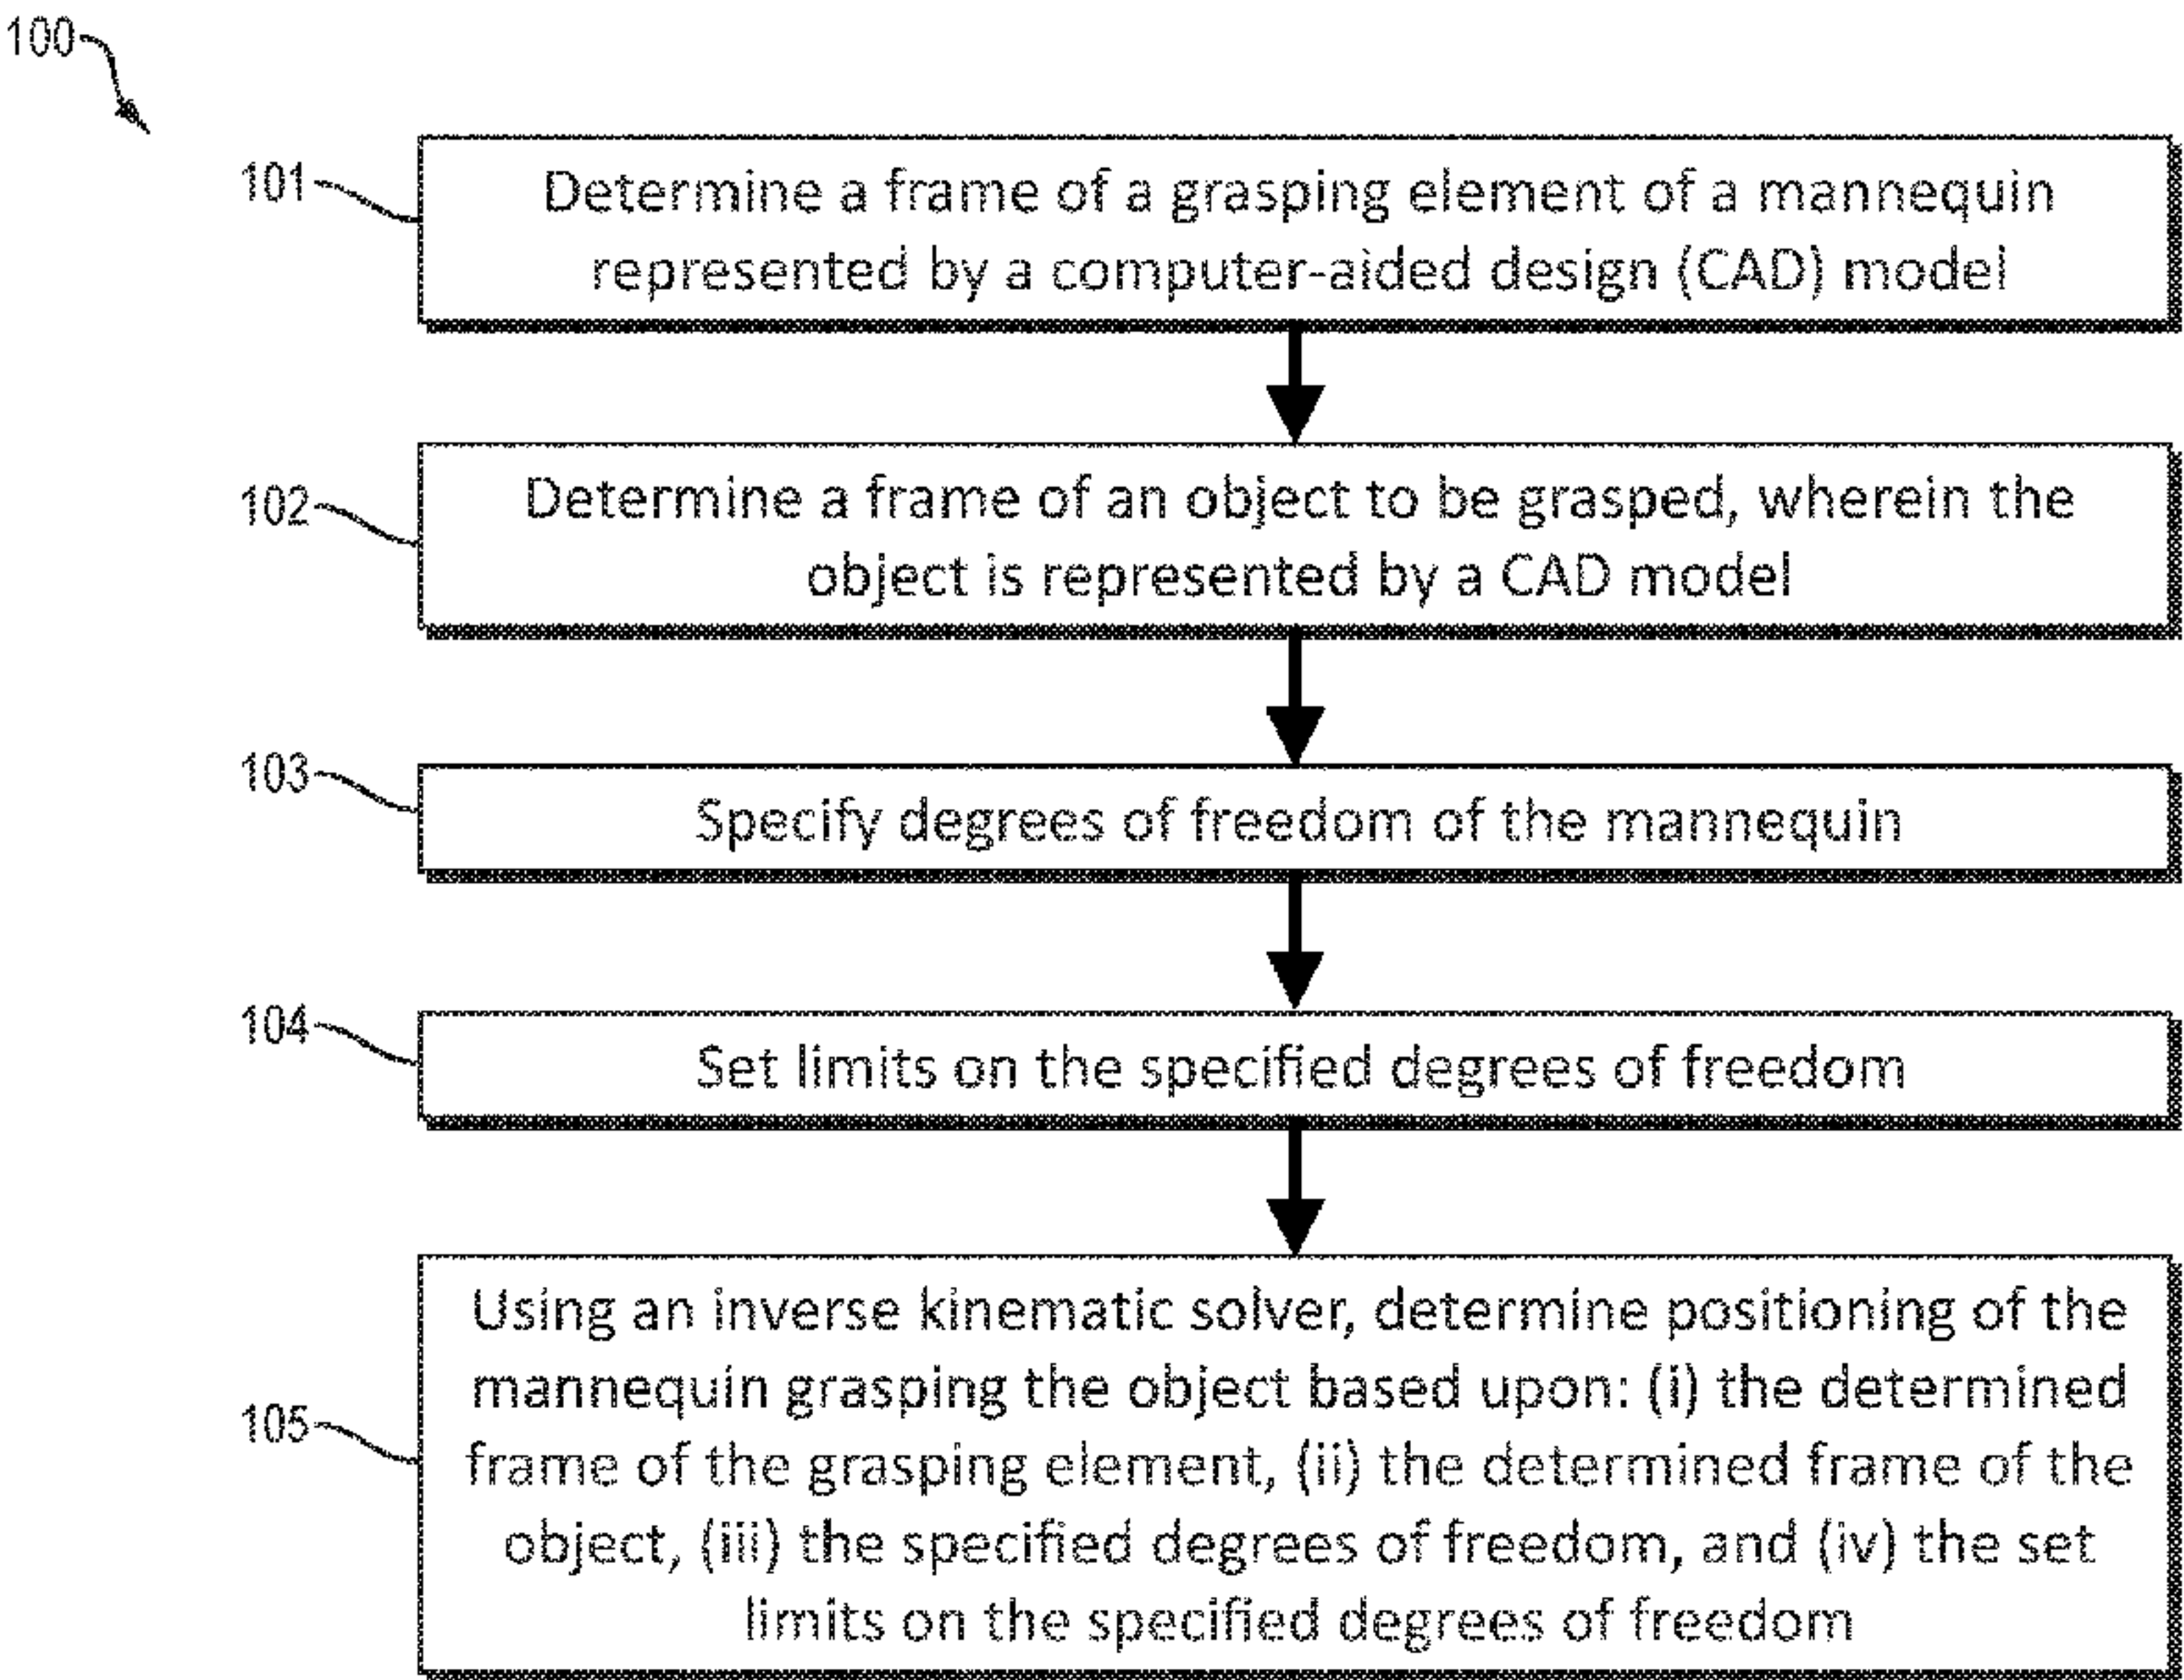 100
101
Determine a frame of a grasping element of a mannequin
represented by a computer-aided design (CAD) model
102
Determine a frame of an object to be grasped, wherein the
object is represented by a CAD model
103
Specify degrees of freedom of the mannequin
104
Set limits on the specified degrees of freedom
105
Using an inverse kinematic solver, determine positioning of the
mannequin grasping the object based upon: (i) the determined
frame of the grasping element, (ii) the determined frame of the
object, (iii) the specified degrees of freedom, and (iv) the set
limits on the specified degrees of freedom